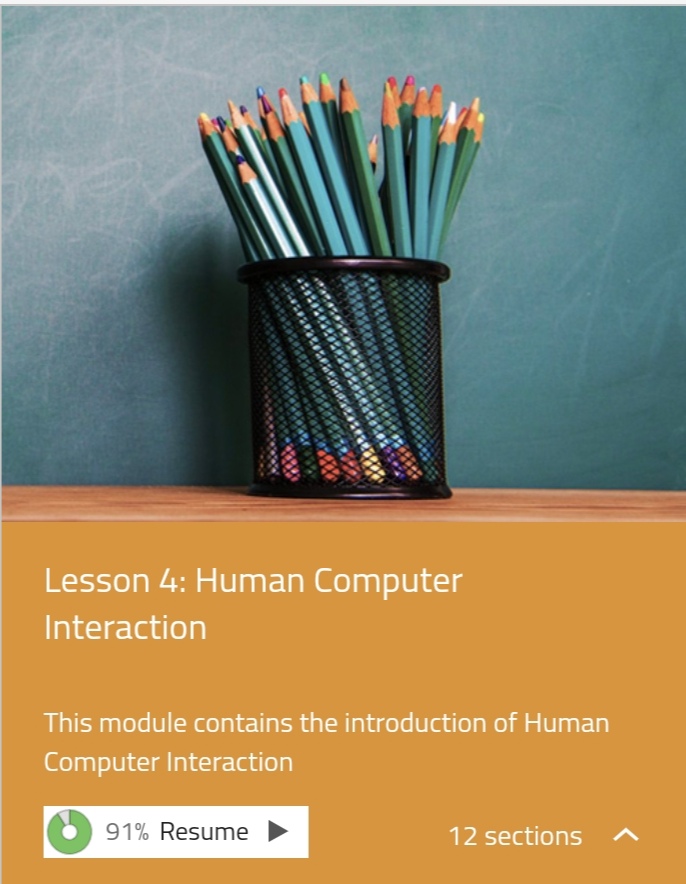 Lesson 4: Human Computer
Interaction
This module contains the introduction of Human
Computer Interaction
91% Resume
12 sections